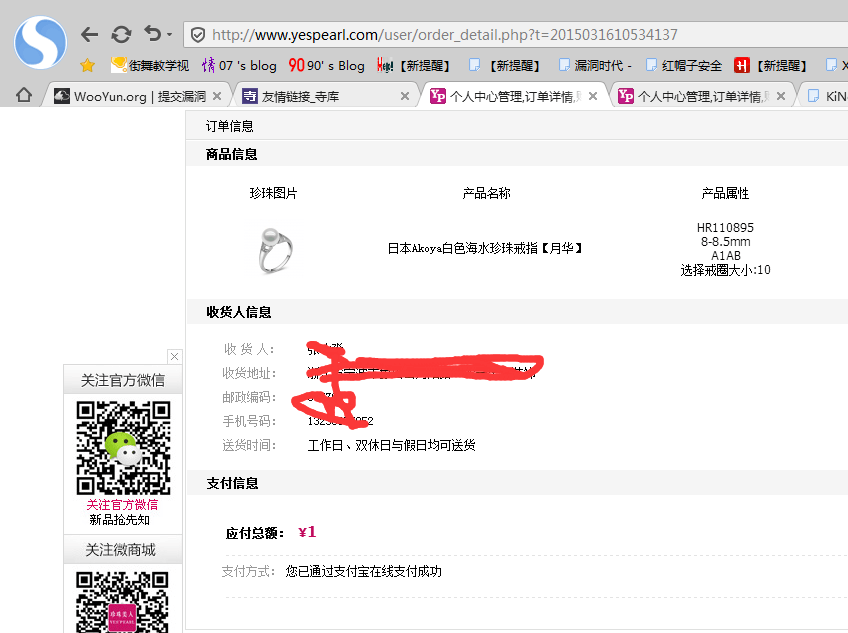 http://www.yespearl.com/user/order_detail.php?t=2015031610534137
街舞教学视 07 's blog 90 90' s Blog 【新提醒】 【新提醒】 漏洞时代 - 红帽子安全 【新提醒】
WooYun.org | 提交漏洞 友情链接_寺库 个人中心管理,订单详情, 个人中心管理,订单详情, KiN
订单信息
商品信息
珍珠图片 产品名称 产品属性
日本Akoya白色海水珍珠戒指【月华】
HR110895
8-8.5mm
A1AB
选择戒圈大小:10
收货人信息
收 货 人：
收货地址：
邮政编码：
手机号码：
送货时间： 工作日、双休日与假日均可送货
支付信息
应付总额： ¥1
支付方式： 您已通过支付宝在线支付成功
关注官方微信
关注官方微信
新品抢先知
关注微商城
珍珠美人
YESPEARL